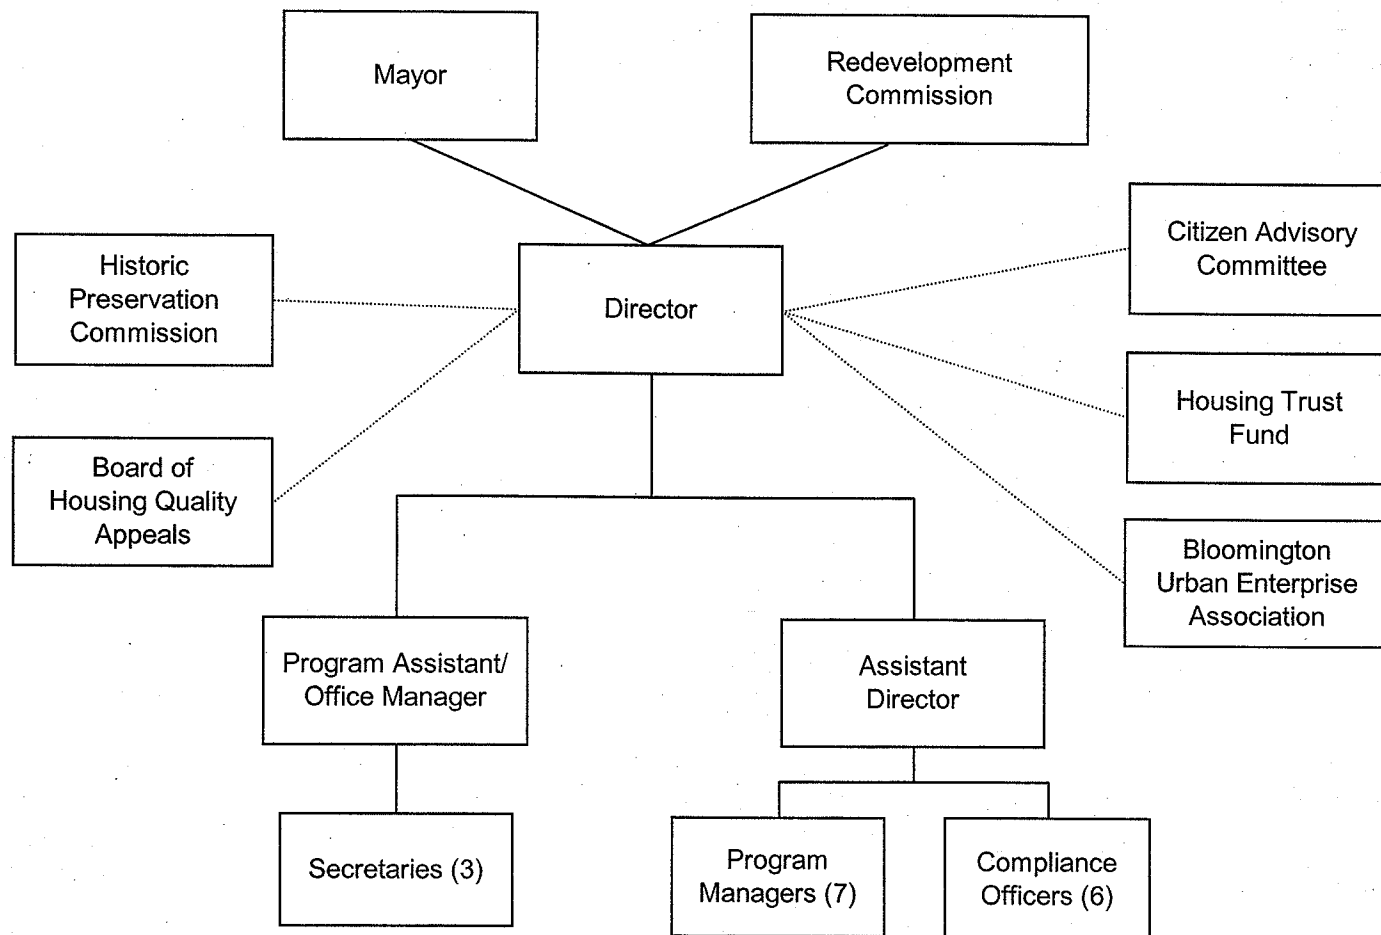 Mayor
Redevelopment
Commission
Citizen Advisory
Committee
Historic
Preservation
Commission
Director
Housing Trust
Fund
Board of
Housing Quality
Appeals
Bloomington
Urban Enterprise
Association
Program Assistant/
Office Manager
Assistant
Director
Secretaries (3)
Program
Managers (7)
Compliance
Officers (6)